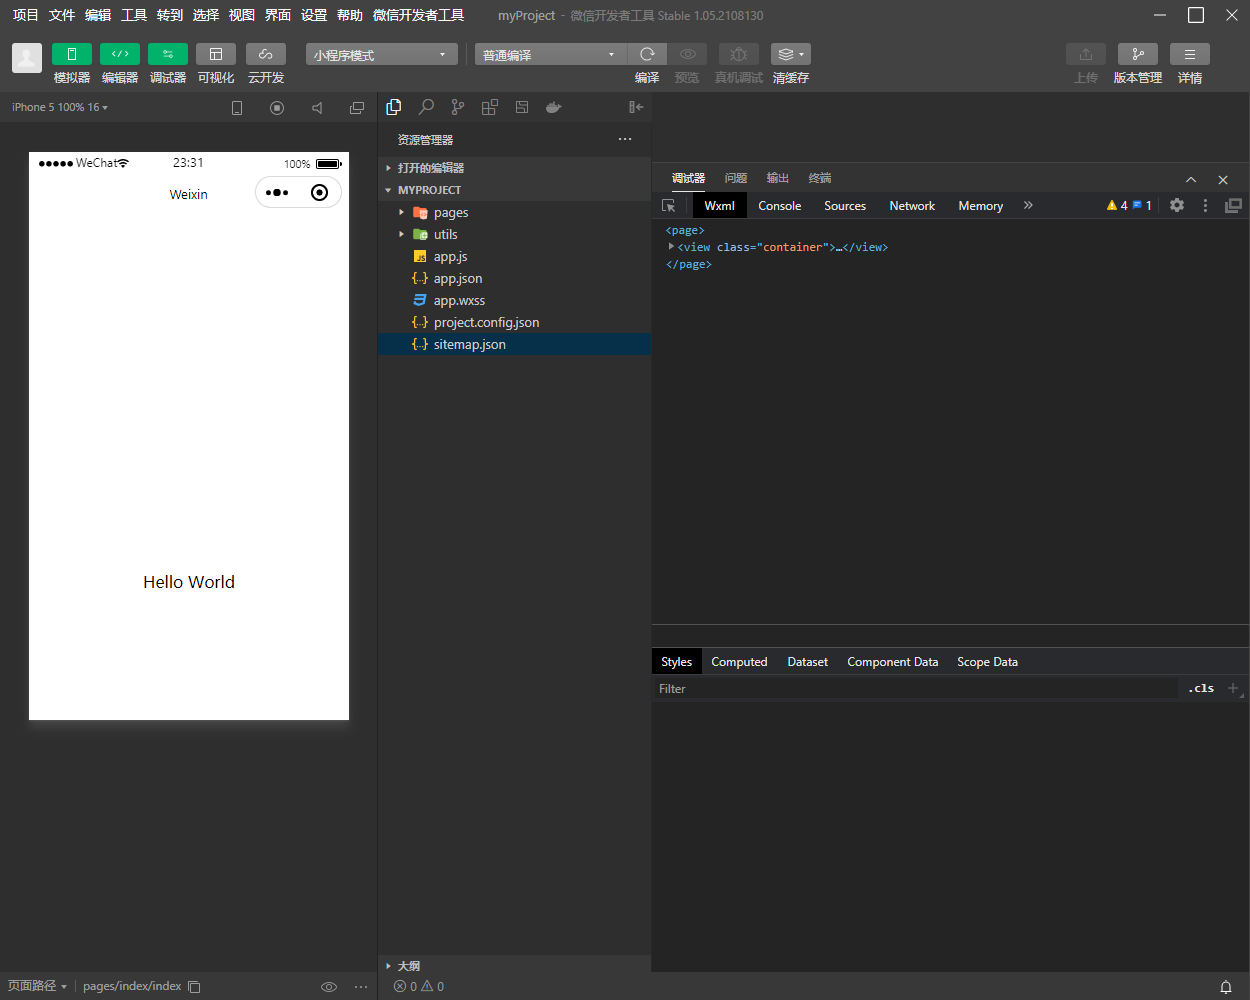 项目 文件 编辑 工具 转到 选择 视图 界面 设置 帮助 微信开发者工具 myProject - 微信开发者工具 Stable 1.05.2108130
小程序模式 普通编译
模拟器 编辑器 调试器 可视化 云开发 编译 预览 真机调试 清缓存 上传 版本管理 详情
iPhone 5 100% 16
WeChat 23:31 100%
Weixin
Hello World
页面路径 pages/index/index
资源管理器
打开的编辑器
MYPROJECT
pages
utils
JS app.js
{..} app.json
app.wxss
{..} project.config.json
{..} sitemap.json
大纲
0 0
调试器 问题 输出 终端
Wxml Console Sources Network Memory » 4 1
<page>
<view class="container">…</view>
</page>
Styles Computed Dataset Component Data Scope Data
Filter .cls +